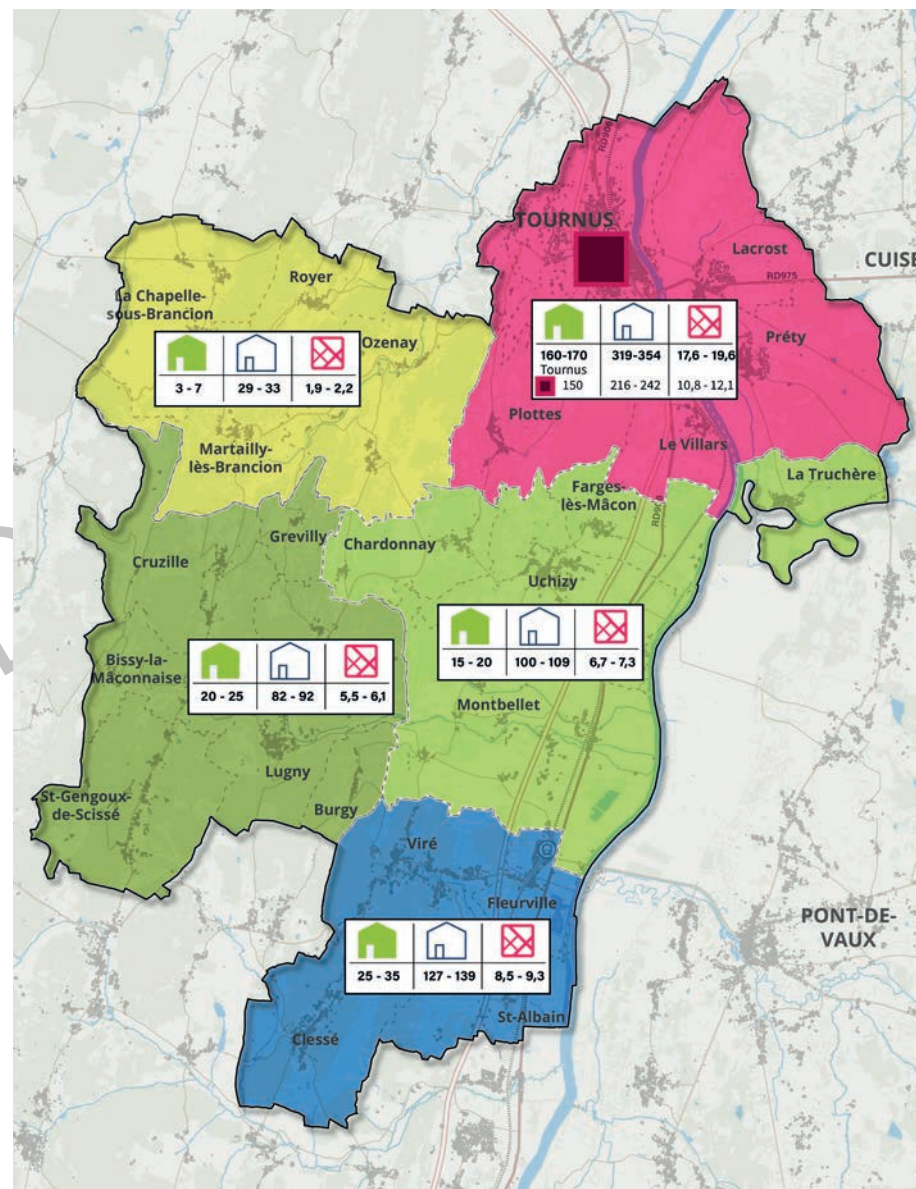 RD906
TOURNUS
Lacrost
CUISE
RD975
Royer
La Chapelle-
sous-Brancion
Ozenay
Préty
160-170
319-354
17,6 - 19,6
Tournus
150
216 - 242
10,8 - 12,1
3 - 7
29 - 33
1,9 - 2,2
Plottes
Le Villars
Martailly-
lès-Brancion
La Truchère
Farges-
lès-Mâcon
Grevilly
Chardonnay
Cruzille
Uchizy
15 - 20
100 - 109
6,7 - 7,3
Bissy-la-
Mâconnaise
20 - 25
82 - 92
5,5 - 6,1
Montbellet
Lugny
St-Gengoux-
de-Scissé
Burgy
Viré
Fleurville
PONT-DE-
VAUX
25 - 35
127 - 139
8,5 - 9,3
St-Albain
Clessé